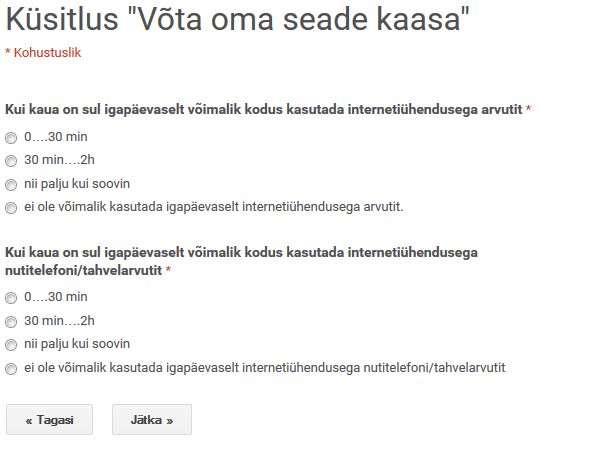 Küsitlus "Võta oma seade kaasa"
* Kohustuslik
Kui kaua on sul igapäevaselt võimalik kodus kasutada internetiühendusega arvutit *
0....30 min
30 min....2h
nii palju kui soovin
ei ole võimalik kasutada igapäevaselt internetiühendusega arvutit.
Kui kaua on sul igapäevaselt võimalik kodus kasutada internetiühendusega
nutitelefoni/tahvelarvutit *
0....30 min
30 min....2h
nii palju kui soovin
ei ole võimalik kasutada igapäevaselt internetiühendusega nutitelefoni/tahvelarvutit
« Tagasi Jätka »